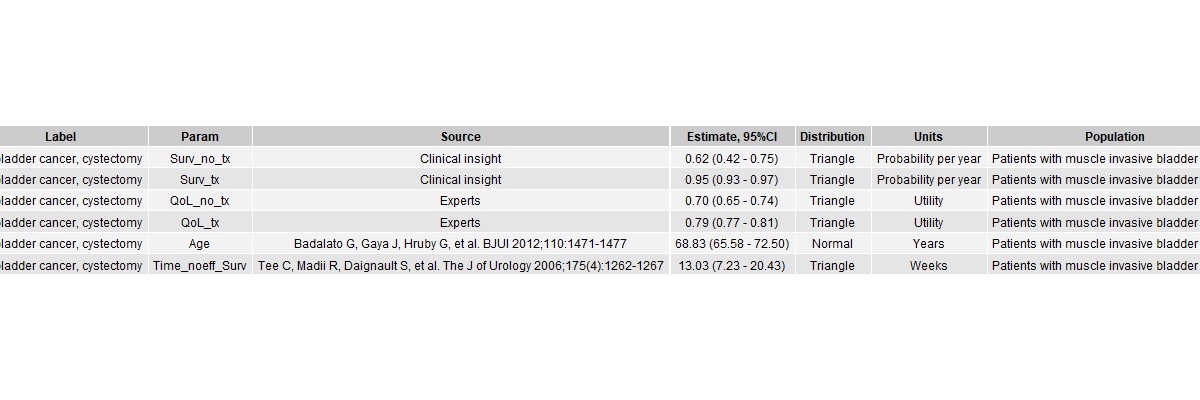 Label Param Source Estimate, 95%CI Distribution Units Population
ladder cancer, cystectomy Surv_no_tx Clinical insight 0.62 (0.42 - 0.75) Triangle Probability per year Patients with muscle invasive bladder
ladder cancer, cystectomy Surv_tx Clinical insight 0.95 (0.93 - 0.97) Triangle Probability per year Patients with muscle invasive bladder
ladder cancer, cystectomy QoL_no_tx Experts 0.70 (0.65 - 0.74) Triangle Utility Patients with muscle invasive bladder
ladder cancer, cystectomy QoL_tx Experts 0.79 (0.77 - 0.81) Triangle Utility Patients with muscle invasive bladder
ladder cancer, cystectomy Age Badalato G, Gaya J, Hruby G, et al. BJUI 2012;110:1471-1477 68.83 (65.58 - 72.50) Normal Years Patients with muscle invasive bladder
ladder cancer, cystectomy Time_noeff_Surv Tee C, Madii R, Daignault S, et al. The J of Urology 2006;175(4):1262-1267 13.03 (7.23 - 20.43) Triangle Weeks Patients with muscle invasive bladder